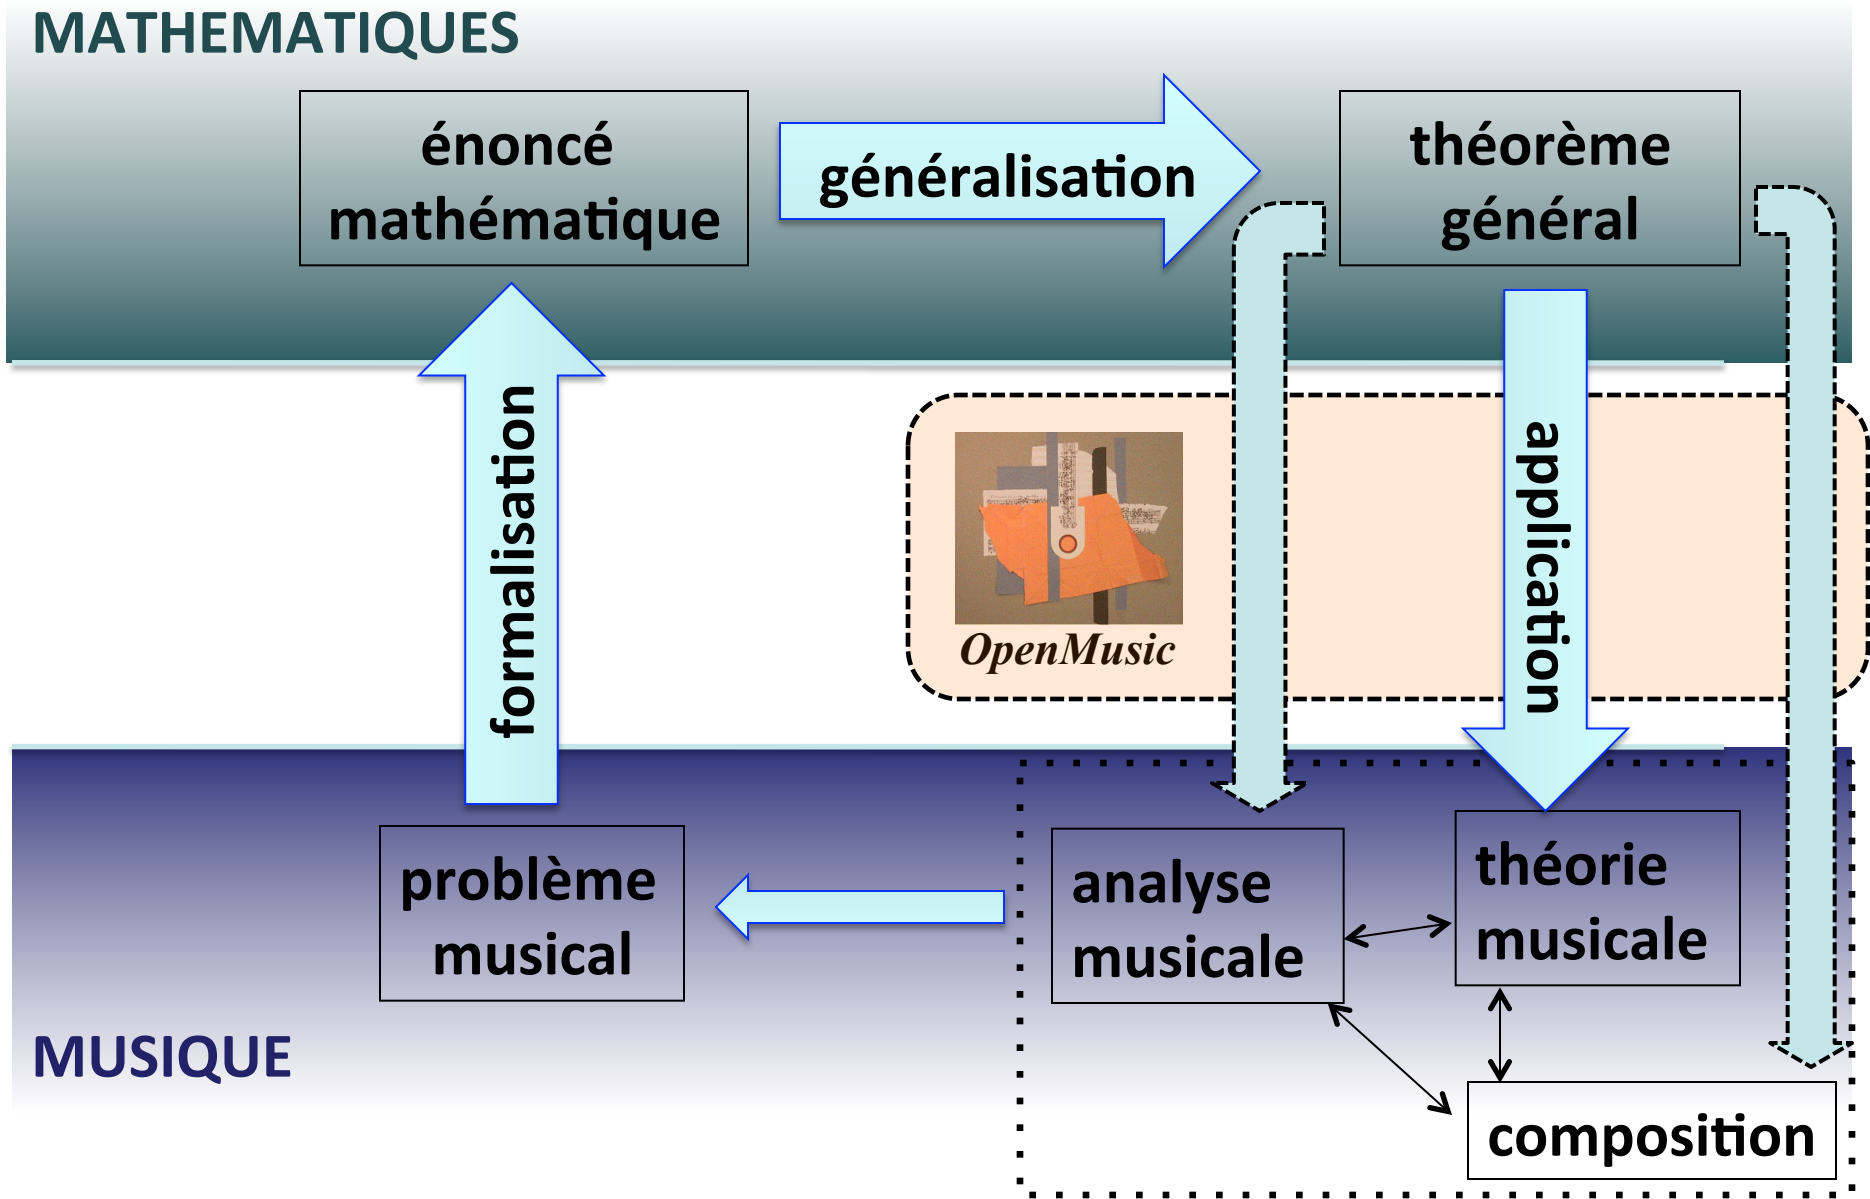 MATHEMATIQUES
énoncé
mathématique
généralisation
théorème
général
formalisation
application
OpenMusic
problème
musical
analyse
musicale
théorie
musicale
MUSIQUE
composition